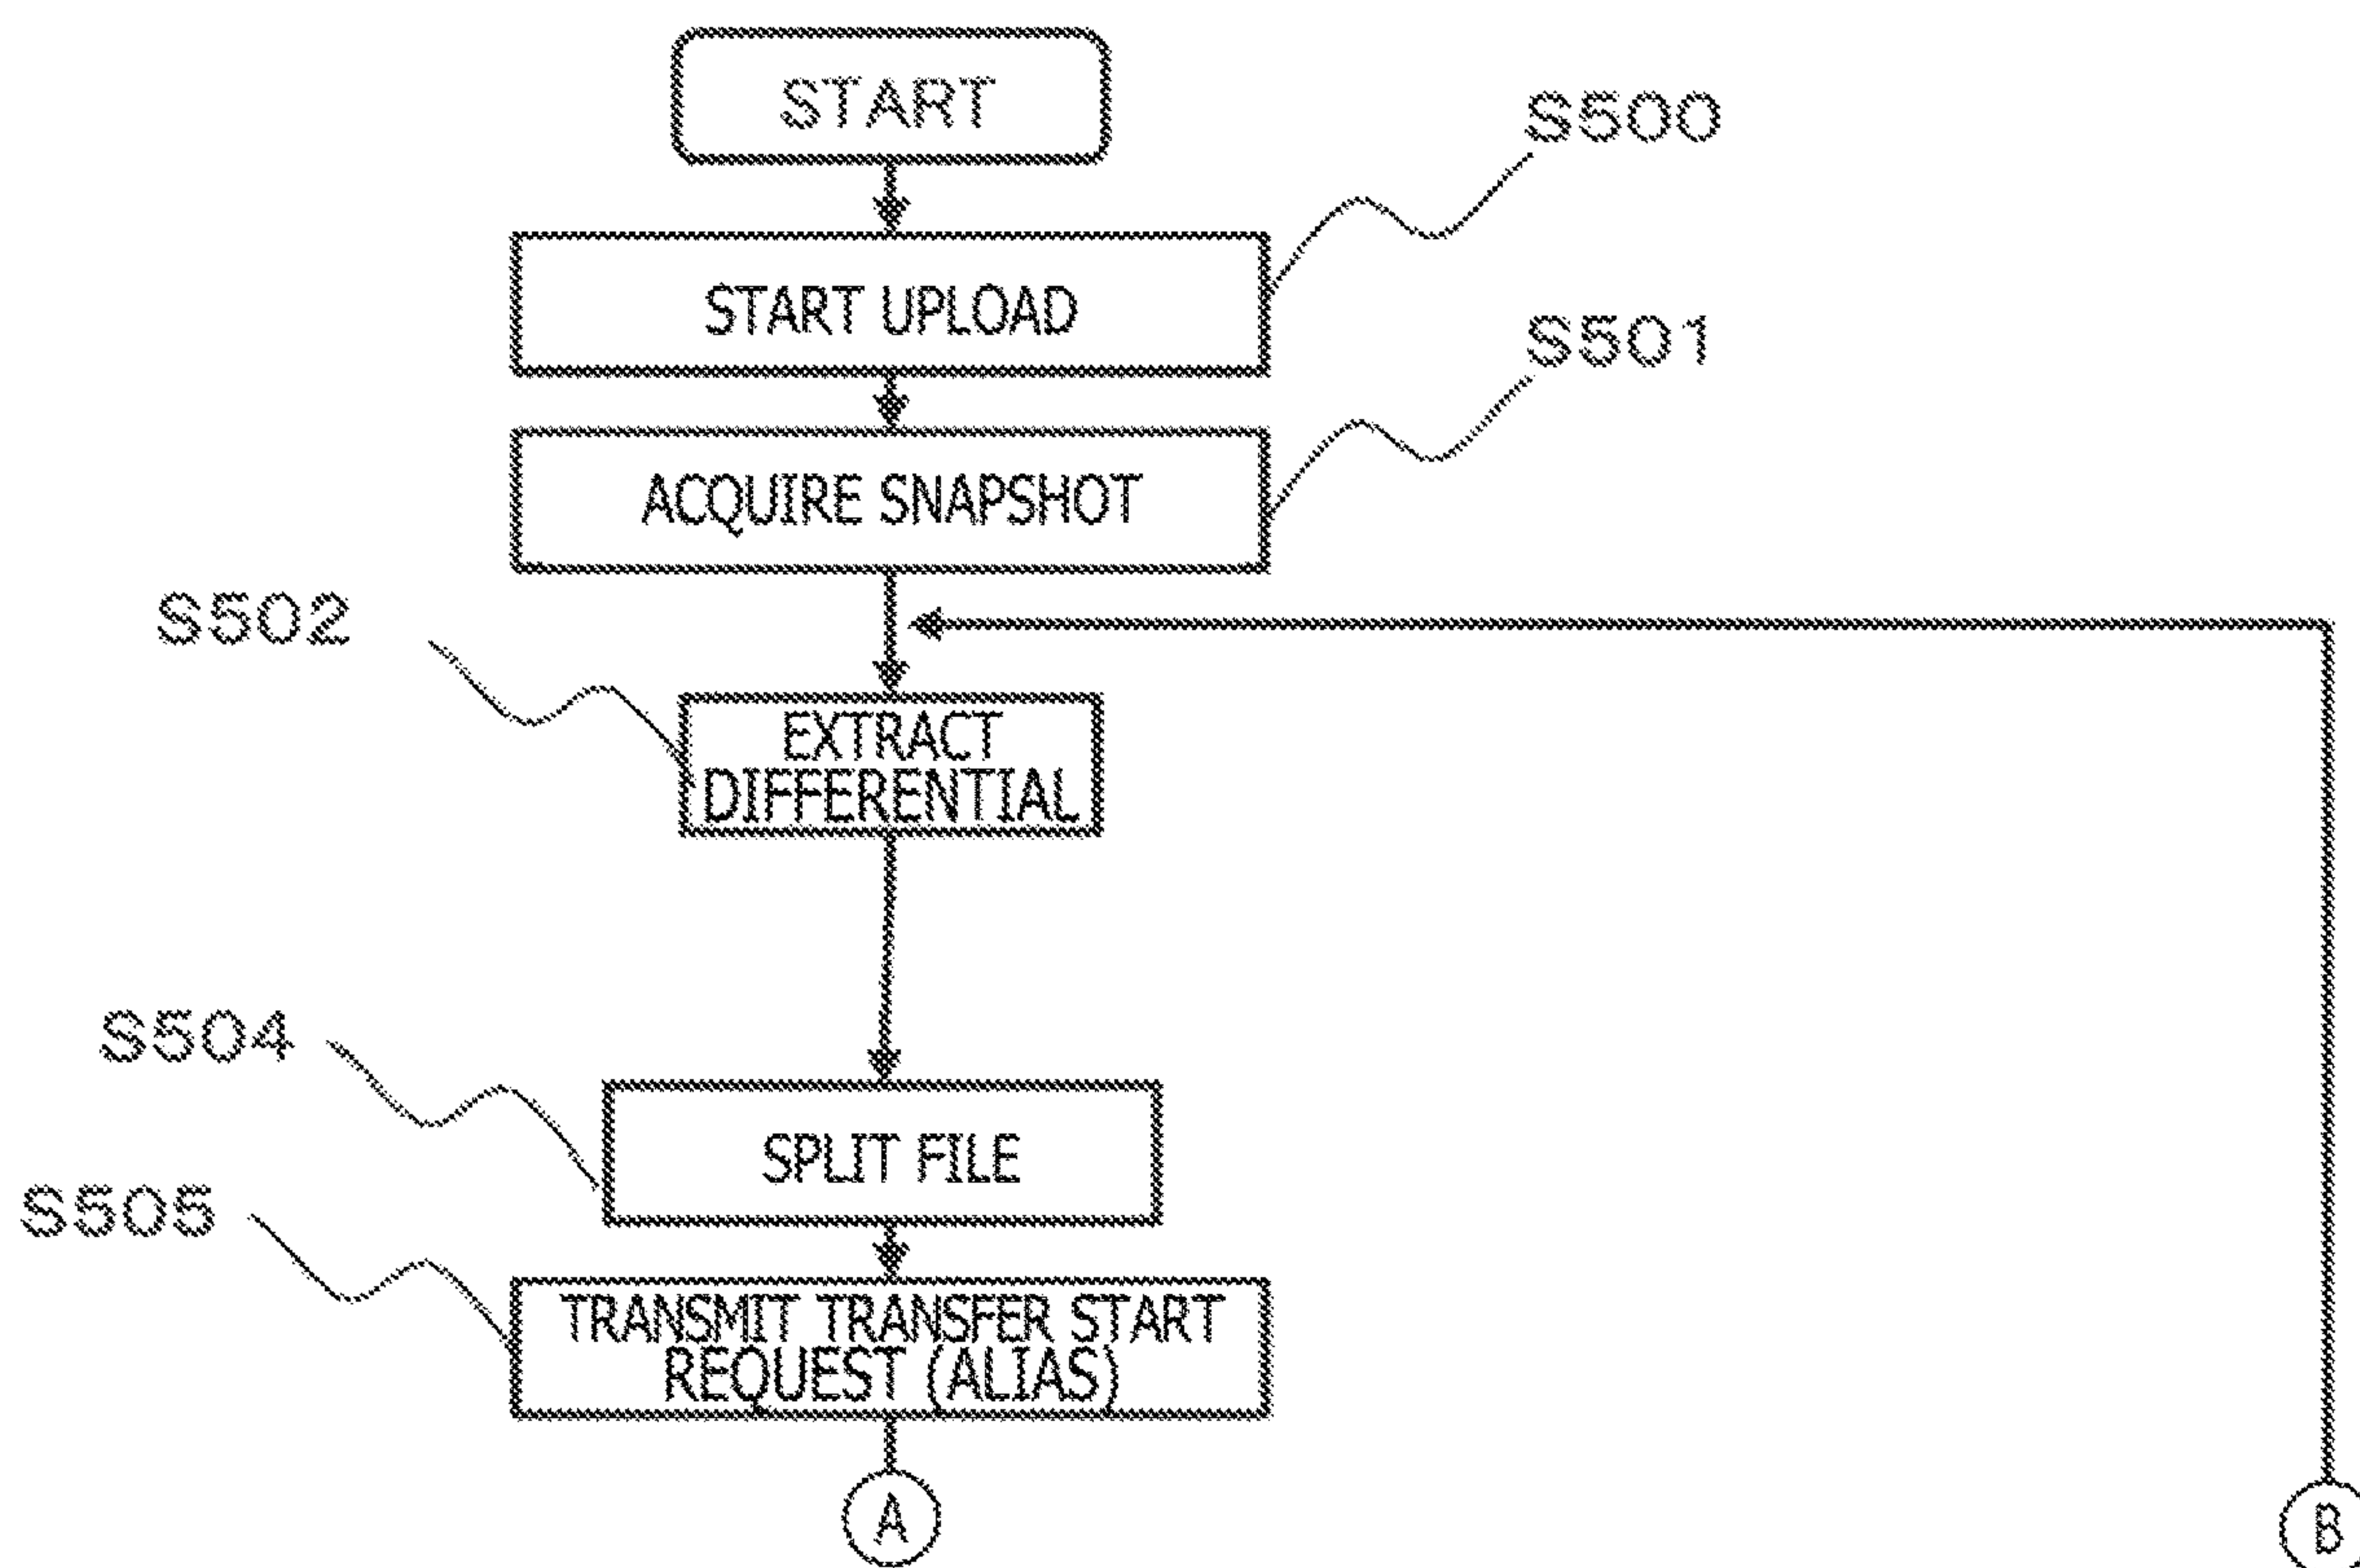 START
S500
START UPLOAD
S501
ACQUIRE SNAPSHOT
S502
EXTRACT
DIFFERENTIAL
S504
SPLIT FILE
S505
TRANSMIT TRANSFER START
REQUEST (ALIAS)
A
B